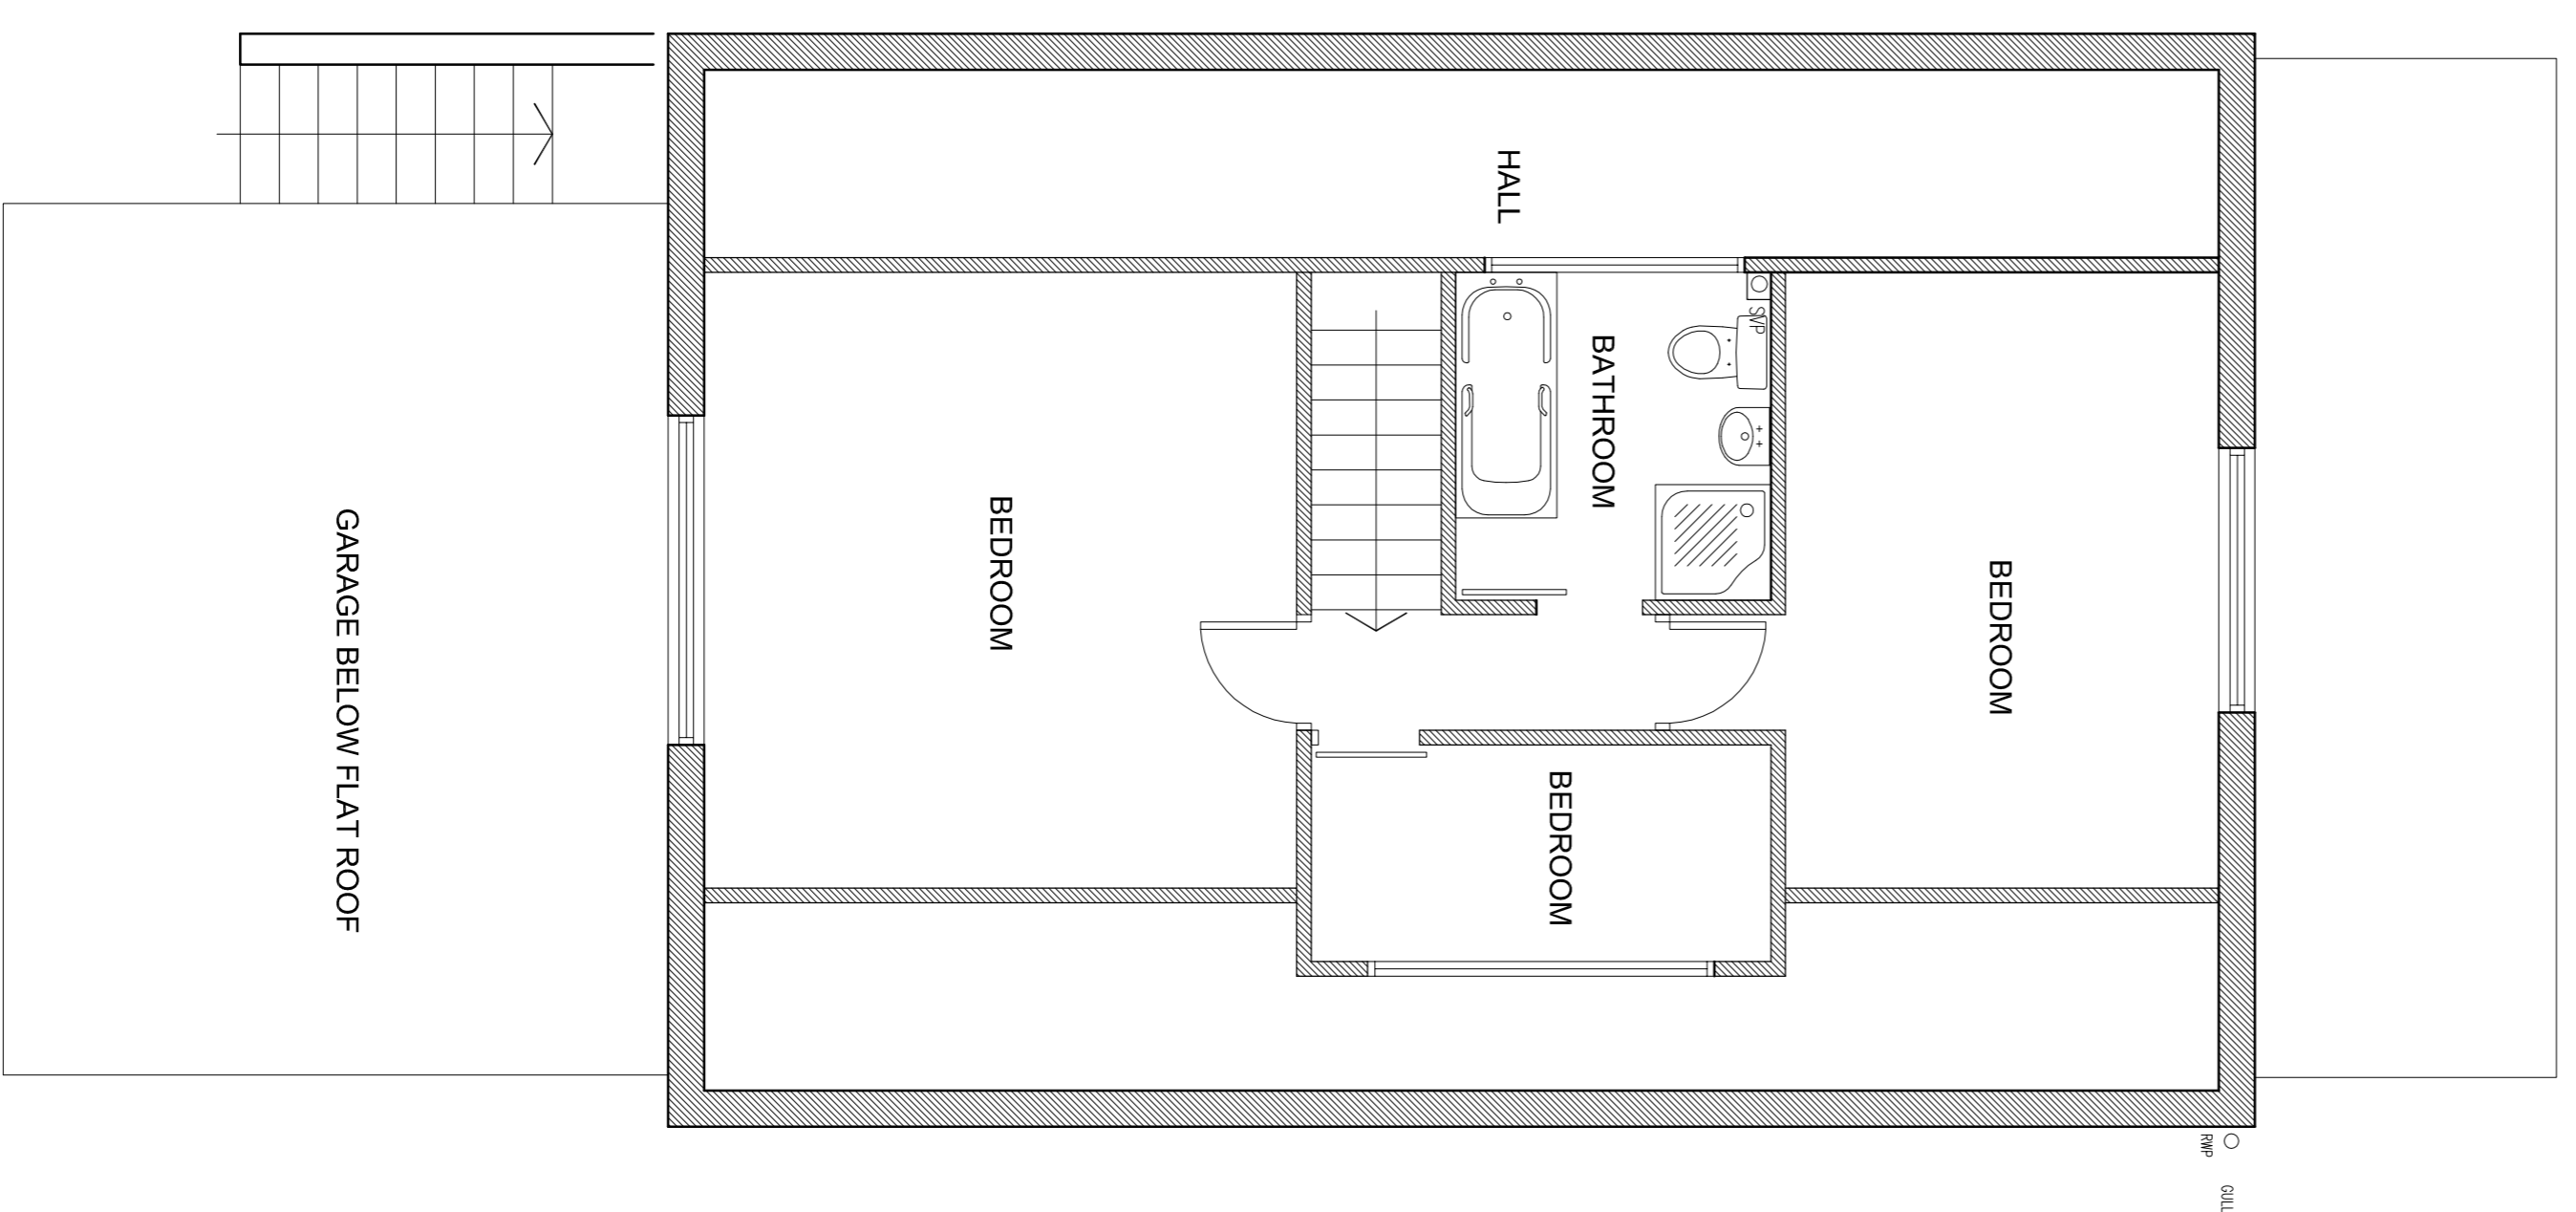 HALL
SVP
BATHROOM
BEDROOM
BEDROOM
BEDROOM
GARAGE BELOW FLAT ROOF
RWP
GULL